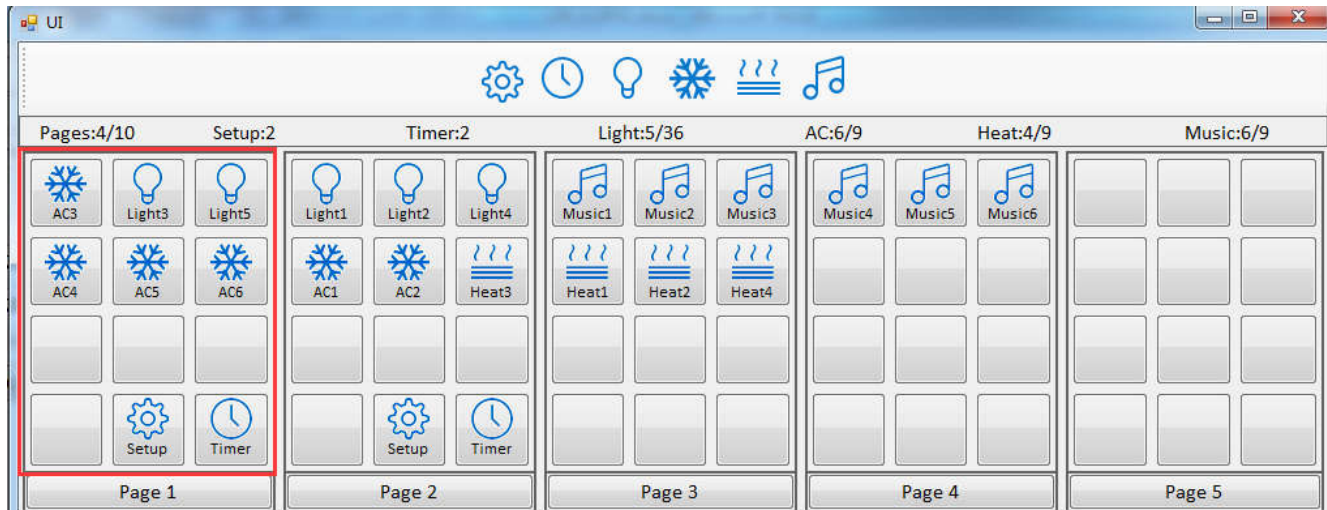 UI
Pages:4/10 Setup:2 Timer:2 Light:5/36 AC:6/9 Heat:4/9 Music:6/9
AC3 Light3 Light5 Light1 Light2 Light4 Music1 Music2 Music3 Music4 Music5 Music6
AC4 AC5 AC6 AC1 AC2 Heat3 Heat1 Heat2 Heat4
Setup Timer Setup Timer
Page 1 Page 2 Page 3 Page 4 Page 5